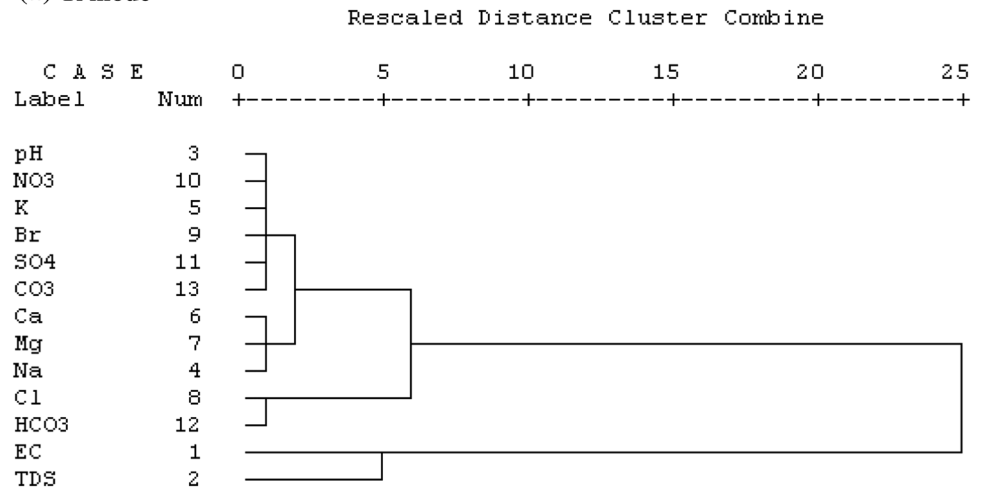 Rescaled Distance Cluster Combine
C A S E 0 5 10 15 20 25
Label Num +---------+---------+---------+---------+---------+
pH 3
NO3 10
K 5
Br 9
SO4 11
CO3 13
Ca 6
Mg 7
Na 4
Cl 8
HCO3 12
EC 1
TDS 2